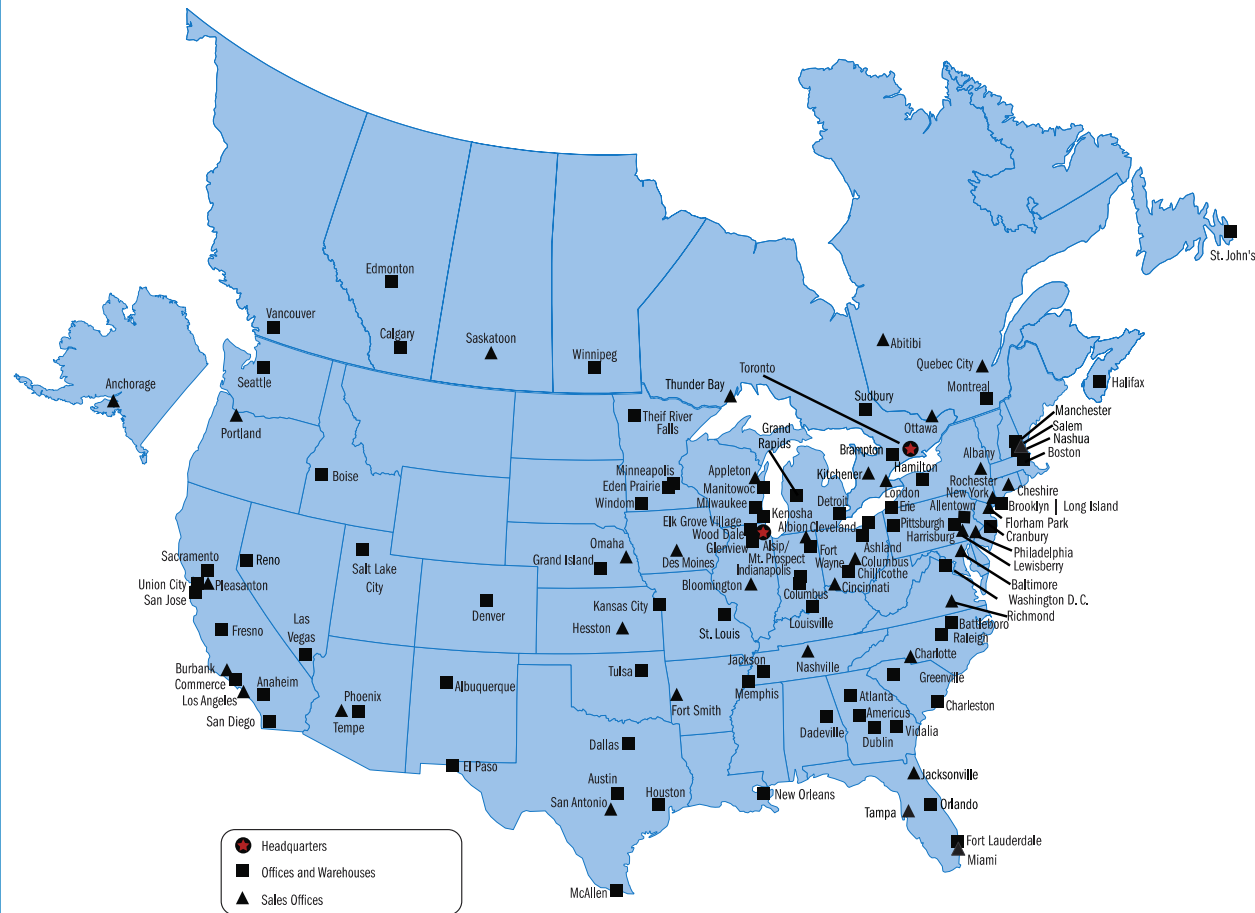 St. John's
Edmonton
Vancouver
Calgary
Saskatoon
Winnipeg
Abitibi
Quebec City
Toronto
Thunder Bay
Montreal
Halifax
Seattle
Anchorage
Sudbury
Ottawa
Manchester
Salem
Nashua
Boston
Portland
Theif River
Falls
Grand
Rapids
Brampton
Albany
Kitchener
Hamilton
Rochester
Boise
Minneapolis
Eden Prairie
Windom
Appleton
Manitowoc
Milwaukee
Detroit
London
Erie
New York
Allentown
Cheshire
Brooklyn | Long Island
Kenosha
Elk Grove Village
Wood Dale
Glenview
Albion
Cleveland
Pittsburgh
Harrisburg
Florham Park
Cranbury
Philadelphia
Lewisberry
Baltimore
Washington D. C.
Richmond
Alsip/
Mt. Prospect
Fort
Wayne
Ashland
Columbus
Chillicothe
Cincinnati
Indianapolis
Columbus
Louisville
Bloomington
Omaha
Des Moines
Grand Island
Sacramento
Reno
Salt Lake
City
Union City
Pleasanton
San Jose
Denver
Kansas City
Hesston
St. Louis
Fresno
Las
Vegas
Battleboro
Raleigh
Burbank
Commerce
Los Angeles
Anaheim
San Diego
Phoenix
Tempe
Albuquerque
Tulsa
Fort Smith
Jackson
Memphis
Nashville
Charlotte
Greenville
Charleston
Atlanta
Americus
Dublin
Vidalia
Dadeville
Dallas
El Paso
Austin
San Antonio
Houston
New Orleans
Jacksonville
Orlando
Tampa
Fort Lauderdale
Miami
McAllen
Headquarters
Offices and Warehouses
Sales Offices